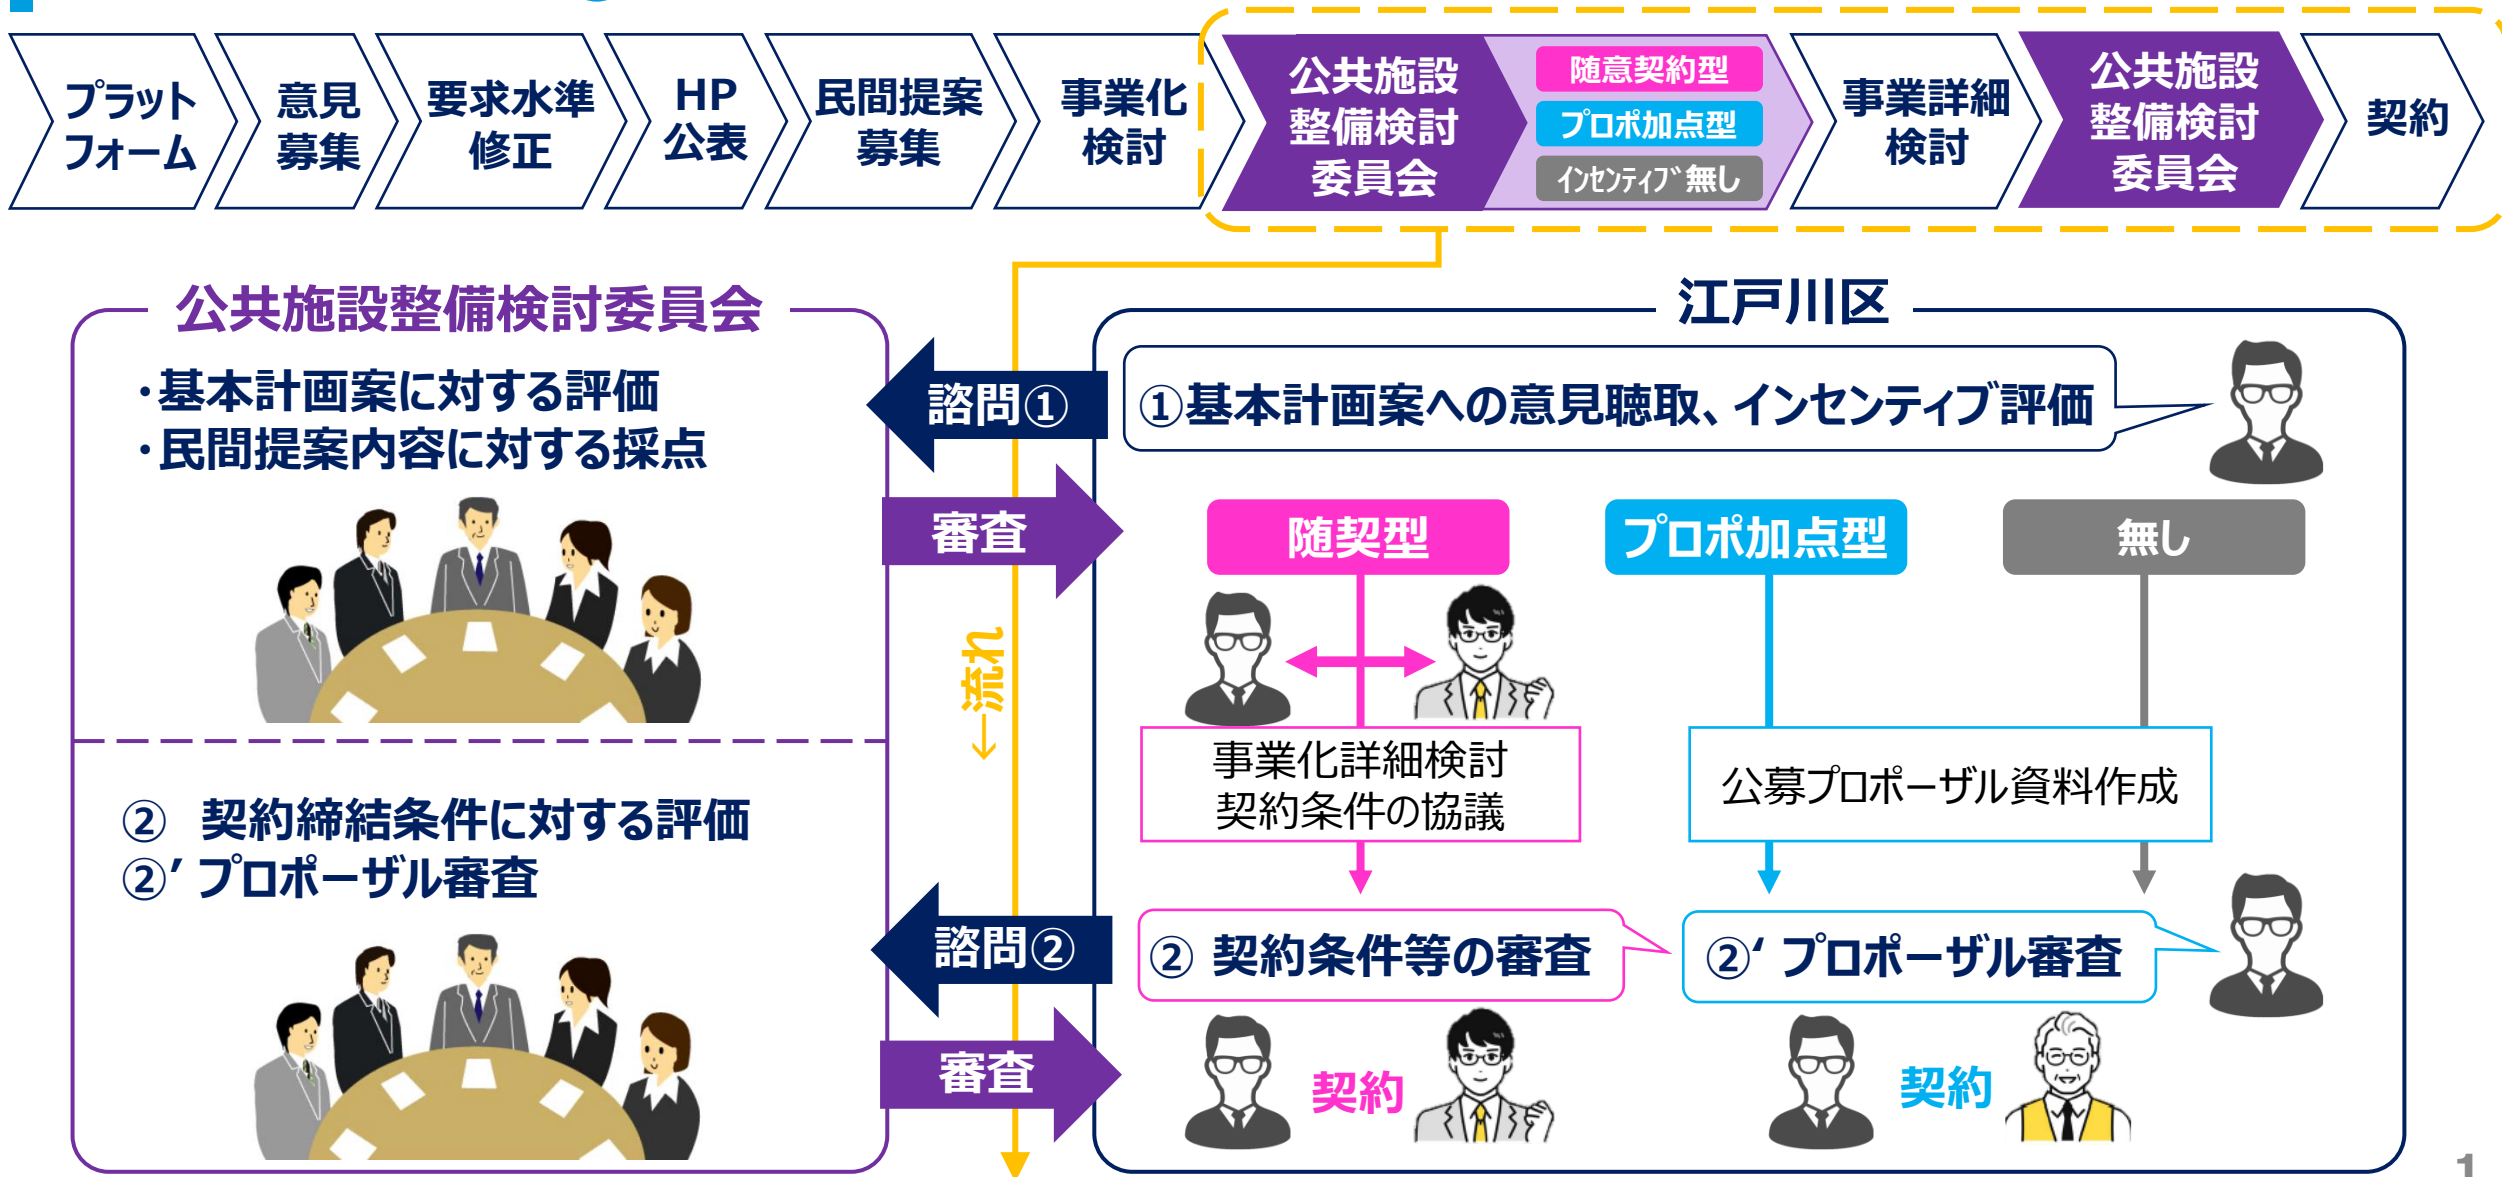 プラット
フォーム
意見
募集
要求水準
修正
HP
公表
民間提案
募集
事業化
検討
公共施設
整備検討
委員会
随意契約型
プロポ加点型
インセンティブ無し
事業詳細
検討
公共施設
整備検討
委員会
契約
公共施設整備検討委員会
・基本計画案に対する評価
・民間提案内容に対する採点
② 契約締結条件に対する評価
②’ プロポーザル審査
諮問①
審査
←流れ
諮問②
審査
江戸川区
①基本計画案への意見聴取、インセンティブ評価
随契型
プロポ加点型
無し
事業化詳細検討
契約条件の協議
公募プロポーザル資料作成
② 契約条件等の審査
②‘ プロポーザル審査
契約
契約
1